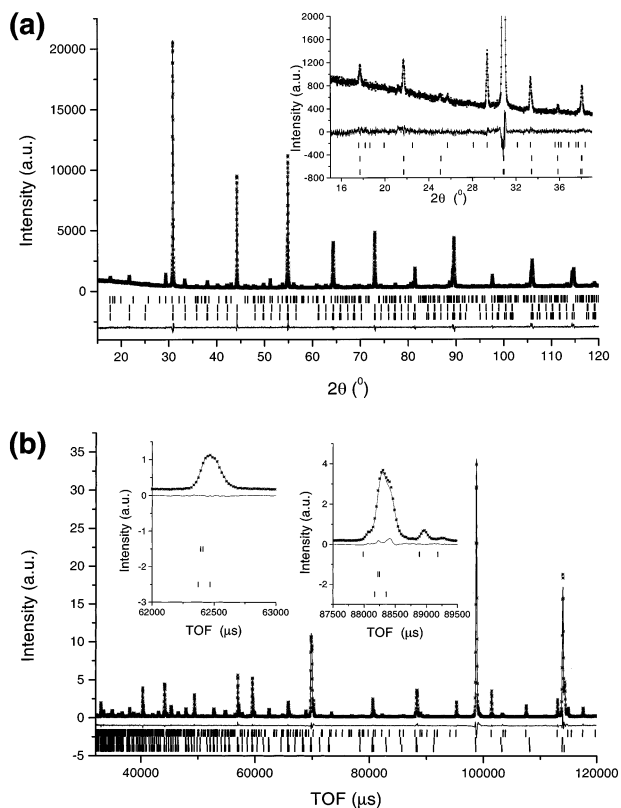 (a)
20000
15000
10000
5000
0
Intensity (a.u.)
20 30 40 50 60 70 80 90 100 110 120
2θ (⁰)
2000
1600
1200
800
400
0
-400
-800
Intensity (a.u.)
16 20 24 28 32 36
2θ (⁰)
(b)
35
30
25
20
15
10
5
0
-5
Intensity (a.u.)
40000 60000 80000 100000 120000
TOF (μs)
1
0
-1
-2
-3
Intensity (a.u.)
62000 62500 63000
TOF (μs)
4
2
0
-2
Intensity (a.u.)
87500 88000 88500 89000 89500
TOF (μs)